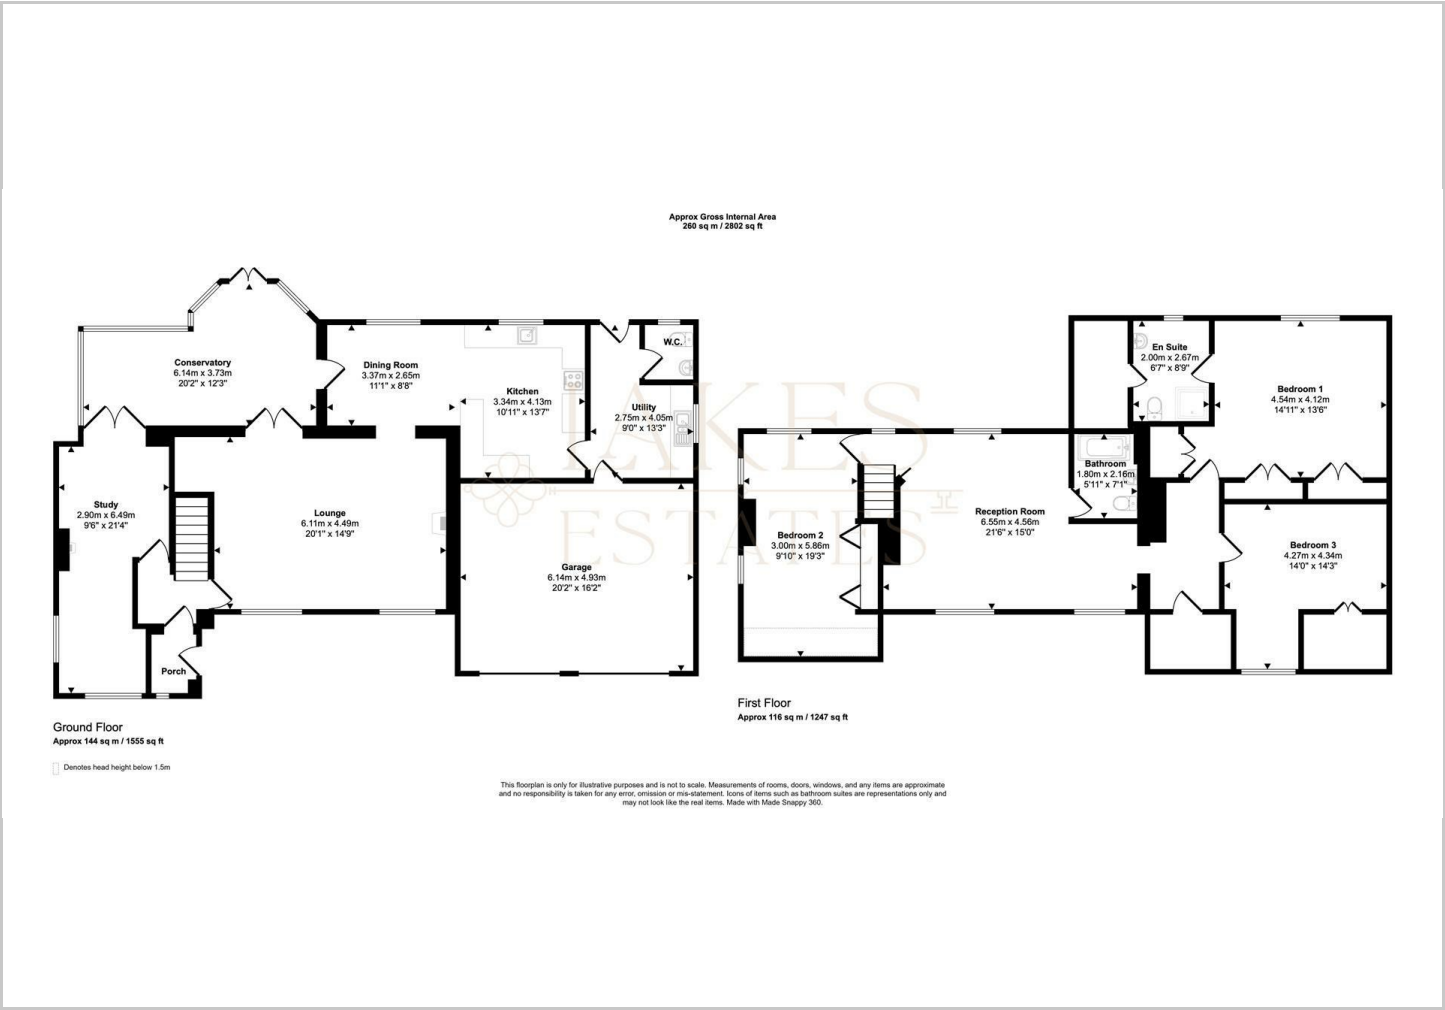 Approx Gross Internal Area
260 sq m / 2802 sq ft
Conservatory
6.14m x 3.73m
20'2" x 12'3"
Dining Room
3.37m x 2.65m
11'1" x 8'8"
Kitchen
3.34m x 4.13m
10'11" x 13'7"
W.C.
Utility
2.75m x 4.05m
9'0" x 13'3"
Study
2.90m x 6.49m
9'6" x 21'4"
Lounge
6.11m x 4.49m
20'1" x 14'9"
Garage
6.14m x 4.93m
20'2" x 16'2"
Porch
Ground Floor
Approx 144 sq m / 1555 sq ft
Denotes head height below 1.5m
En Suite
2.00m x 2.67m
6'7" x 8'9"
Bedroom 1
4.54m x 4.12m
14'11" x 13'6"
Bathroom
1.80m x 2.16m
5'11" x 7'1"
Reception Room
6.55m x 4.56m
21'6" x 15'0"
Bedroom 2
3.00m x 5.86m
9'10" x 19'3"
Bedroom 3
4.27m x 4.34m
14'0" x 14'3"
First Floor
Approx 116 sq m / 1247 sq ft
ESTATES
This floorplan is only for illustrative purposes and is not to scale. Measurements of rooms, doors, windows, and any items are approximate
and no responsibility is taken for any error, omission or mis-statement. Icons of items such as bathroom suites are representations only and
may not look like the real items. Made with Made Snappy 360.